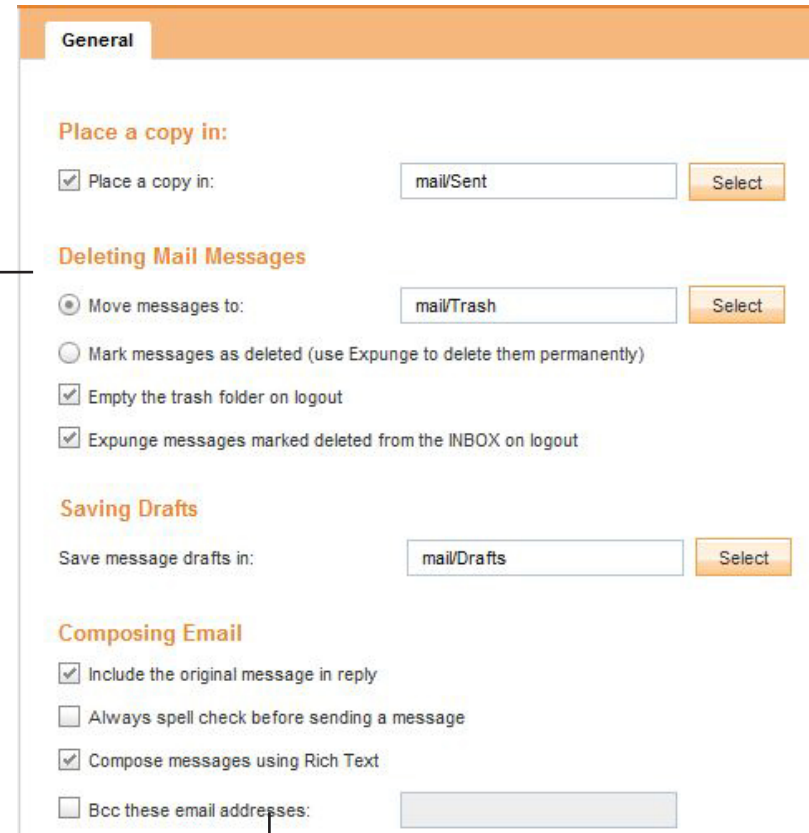 General
Place a copy in:
Place a copy in: mail/Sent Select
Deleting Mail Messages
Move messages to: mail/Trash Select
Mark messages as deleted (use Expunge to delete them permanently)
Empty the trash folder on logout
Expunge messages marked deleted from the INBOX on logout
Saving Drafts
Save message drafts in: mail/Drafts Select
Composing Email
Include the original message in reply
Always spell check before sending a message
Compose messages using Rich Text
Bcc these email addresses: